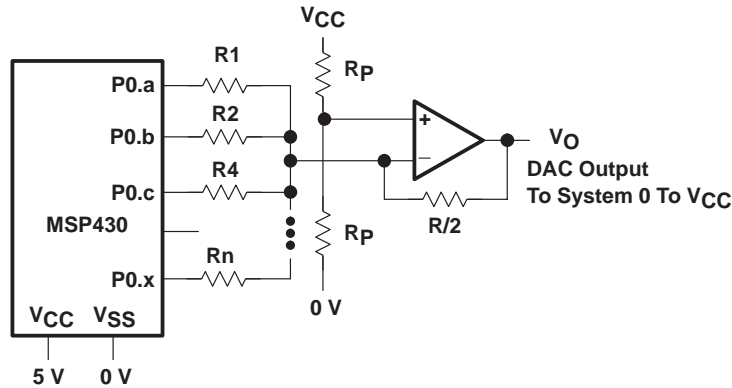 VCC
R1
RP
P0.a
R2
P0.b
+
VO
–
DAC Output
R4
P0.c
To System 0 To VCC
MSP430
R/2
RP
Rn
P0.x
0 V
VCC VSS
5 V 0 V